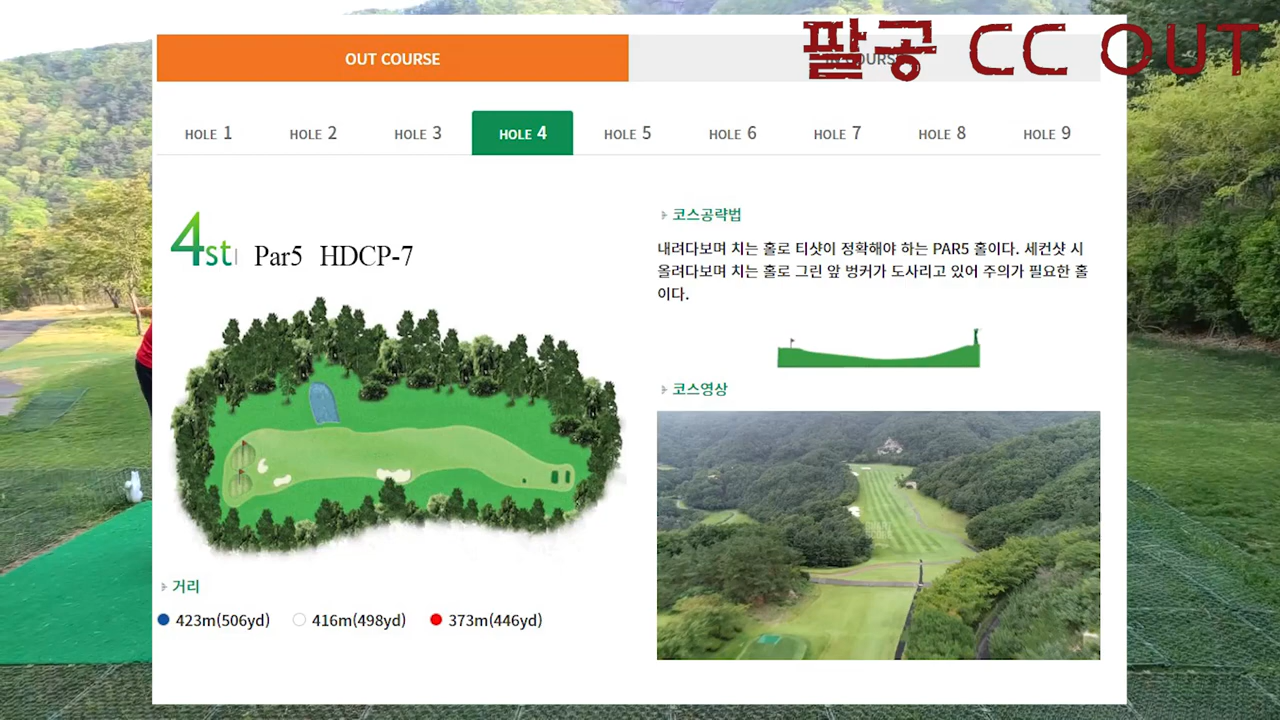 팔공 CC OUT
OUT COURSE
HOLE 1
HOLE 2
HOLE 3
HOLE 4
HOLE 5
HOLE 6
HOLE 7
HOLE 8
HOLE 9
4st
Par5 HDCP-7
거리
423m(506yd)
416m(498yd)
373m(446yd)
코스공략법
내려다보며 치는 홀로 티샷이 정확해야 하는 PAR5 홀이다. 세컨샷 시
올려다보며 치는 홀로 그린 앞 벙커가 도사리고 있어 주의가 필요한 홀
이다.
코스영상